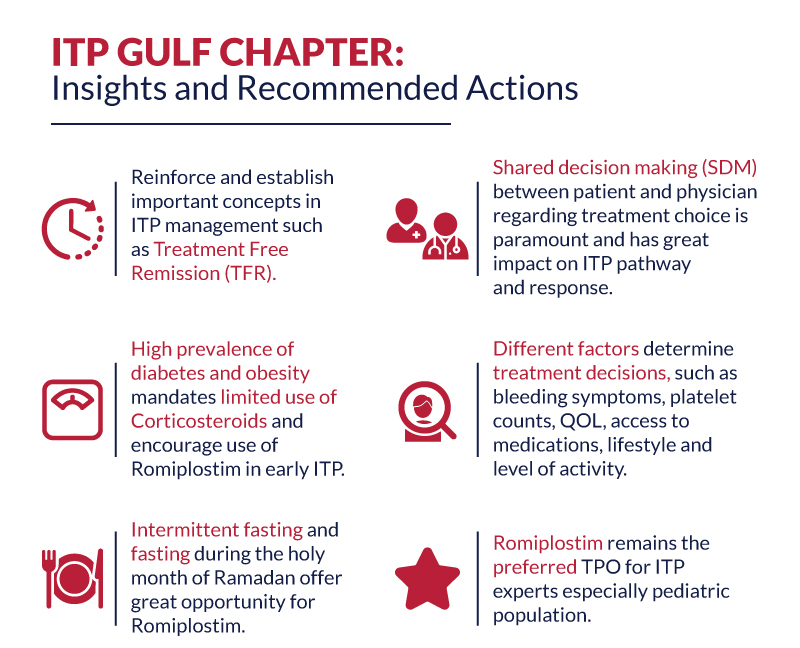 ITP GULF CHAPTER:
Insights and Recommended Actions
Reinforce and establish
important concepts in
ITP management such
as Treatment Free
Remission (TFR).
Shared decision making (SDM)
between patient and physician
regarding treatment choice is
paramount and has great
impact on ITP pathway
and response.
High prevalence of
diabetes and obesity
mandates limited use of
Corticosteroids and
encourage use of
Romiplostim in early ITP.
Different factors determine
treatment decisions, such as
bleeding symptoms, platelet
counts, QOL, access to
medications, lifestyle and
level of activity.
Intermittent fasting and
fasting during the holy
month of Ramadan offer
great opportunity for
Romiplostim.
Romiplostim remains the
preferred TPO for ITP
experts especially pediatric
population.